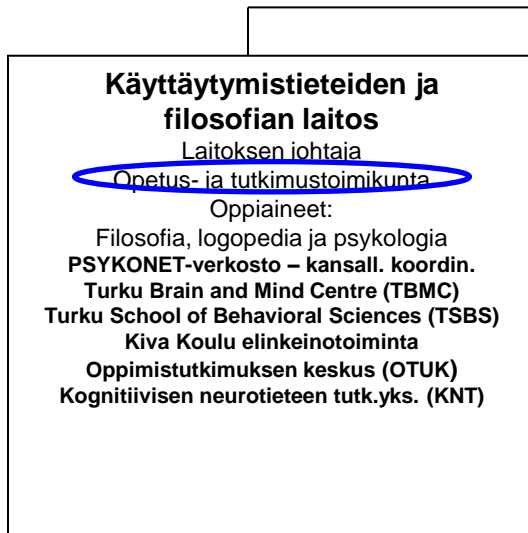 Käyttäytymistieteiden ja
filosofian laitos
Laitoksen johtaja
Opetus- ja tutkimustoimikunta
Oppiaineet:
Filosofia, logopedia ja psykologia
PSYKONET-verkosto – kansall. koordin.
Turku Brain and Mind Centre (TBMC)
Turku School of Behavioral Sciences (TSBS)
Kiva Koulu elinkeinotoiminta
Oppimistutkimuksen keskus (OTUK)
Kognitiivisen neurotieteen tutk.yks. (KNT)